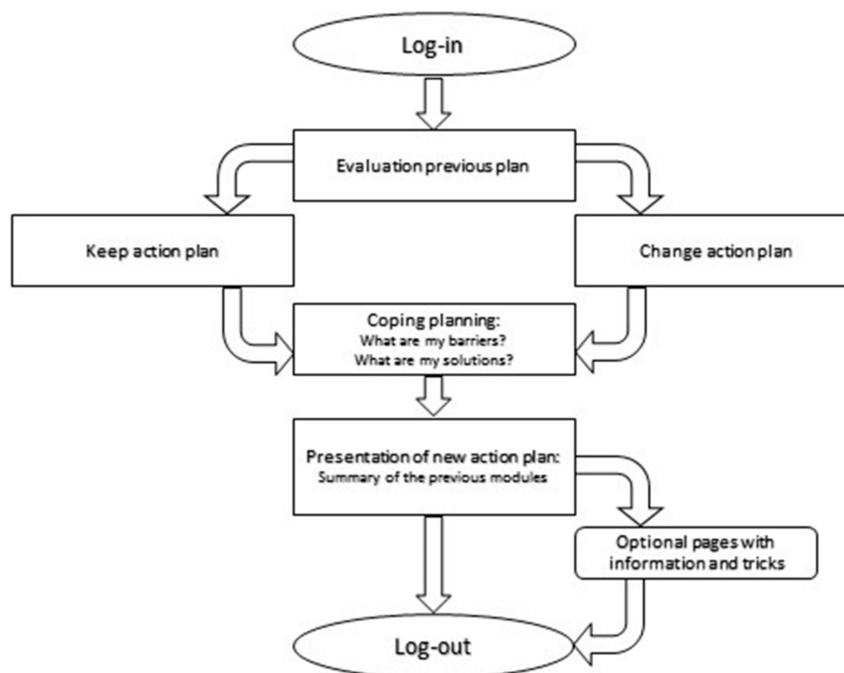 Log-in
Evaluation previous plan
Keep action plan
Change action plan
Coping planning:
What are my barriers?
What are my solutions?
Presentation of new action plan:
Summary of the previous modules
Optional pages with
information and tricks
Log-out